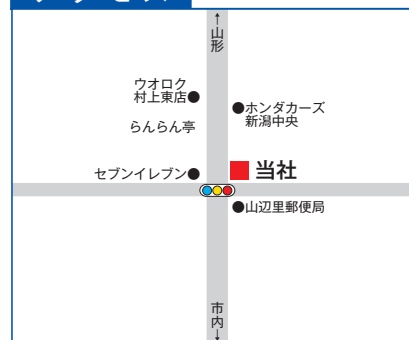 ↑山形
ウオロク
村上東店●
●ホンダカーズ
新潟中央
らんらん亭
セブンイレブン●
当社
●山辺里郵便局
市内↓